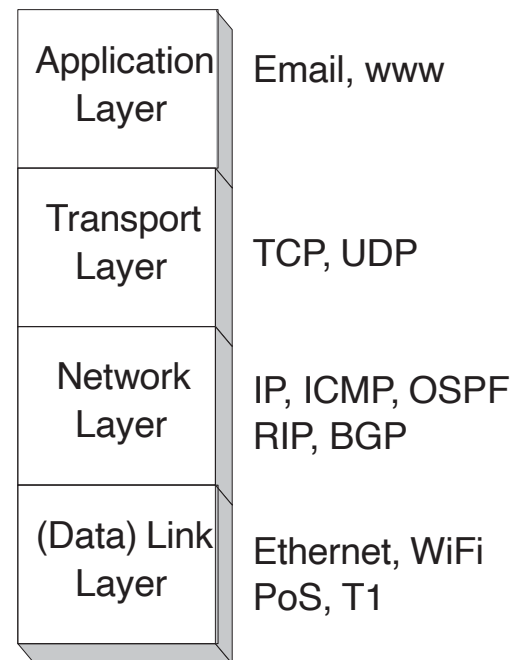 Application
Layer
Email, www
Transport
Layer
TCP, UDP
Network
Layer
IP, ICMP, OSPF
RIP, BGP
(Data) Link
Layer
Ethernet, WiFi
PoS, T1